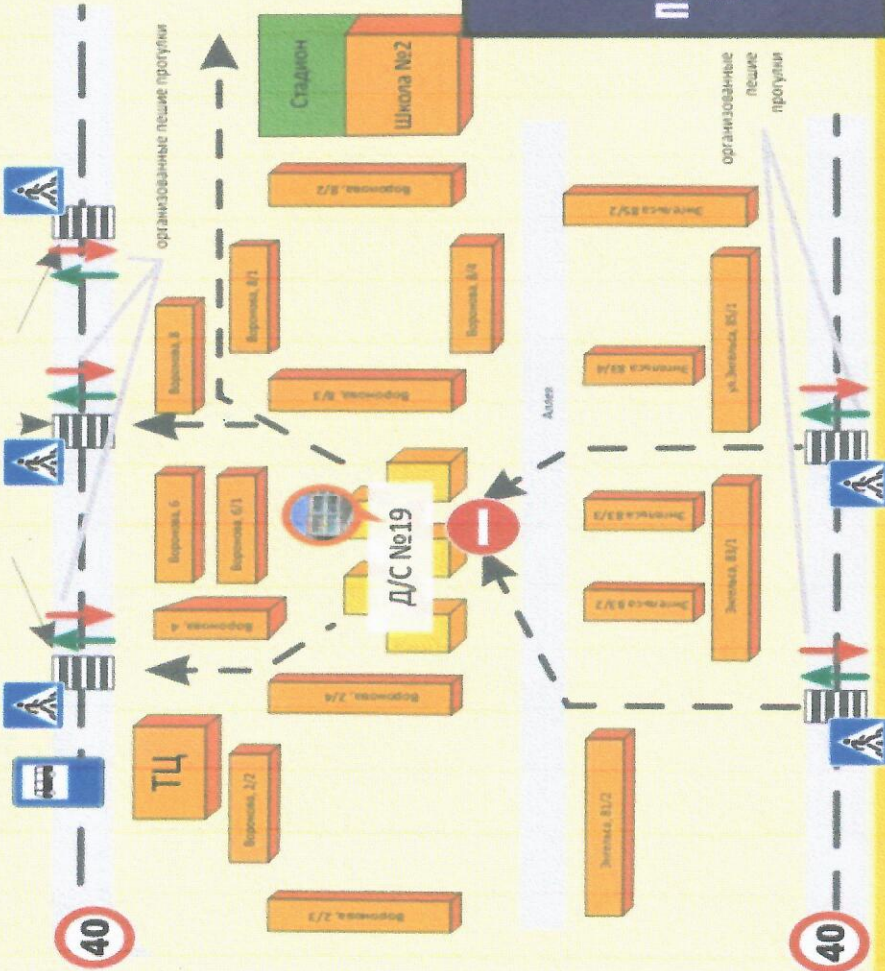 40
организованные пешие прогулки
Стадион
Школа №2
П
Воронова, 8/2
Воронова, 8
Воронова, 8/1
Воронова, 8/4
Воронова, 8/3
Воронова, 6
Воронова, 6/1
Д/С №19
Воронова, 4
Воронова, 2/4
ТЦ
Воронова, 2/2
Воронова, 2/3
Аллея
организованные
пешие
прогулки
Энгельса 85/2
ул.Энгельса, 85/1
Энгельса 83/4
Энгельса 83/3
Энгельса 83/2
Энгельса, 83/1
Энгельса, 81/2
40